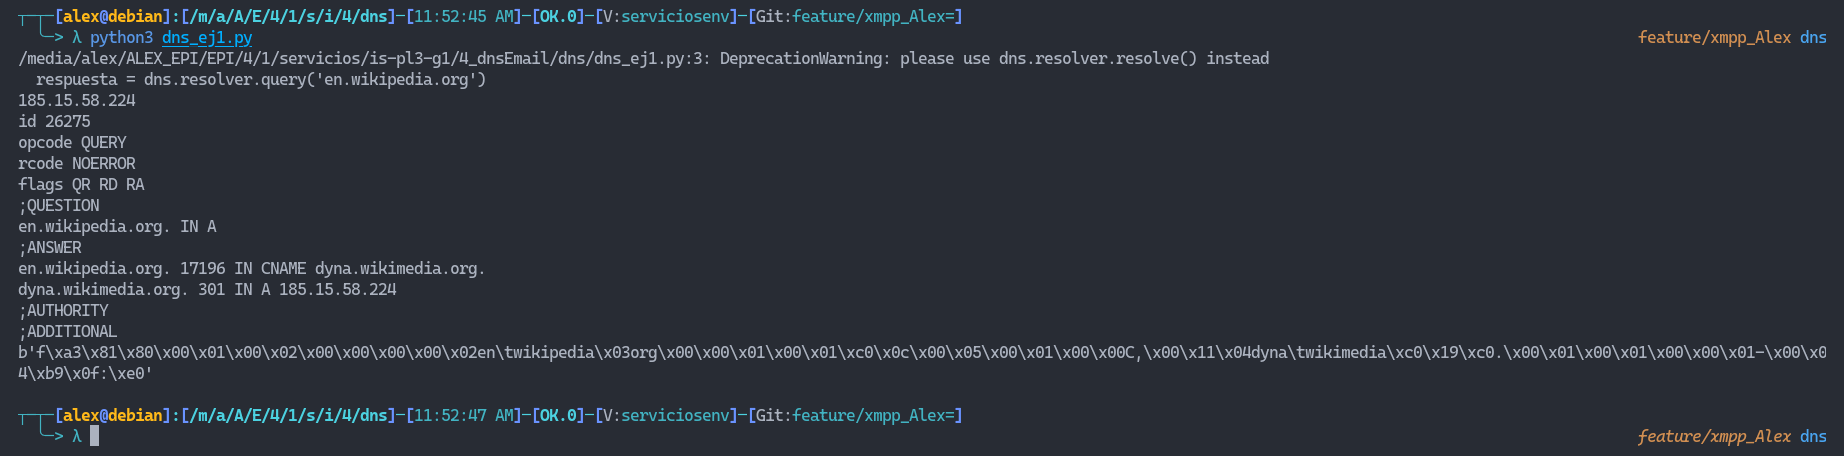 ┬─┬─[alex@debian]:[/m/a/A/E/4/1/s/i/4/dns]─[11:52:45 AM]─[OK.0]─[V:serviciosenv]─[Git:feature/xmpp_Alex=]
╰─> λ python3 dns_ej1.py feature/xmpp_Alex dns
/media/alex/ALEX_EPI/EPI/4/1/servicios/is-pl3-g1/4_dnsEmail/dns/dns_ej1.py:3: DeprecationWarning: please use dns.resolver.resolve() instead
  respuesta = dns.resolver.query('en.wikipedia.org')
185.15.58.224
id 26275
opcode QUERY
rcode NOERROR
flags QR RD RA
;QUESTION
en.wikipedia.org. IN A
;ANSWER
en.wikipedia.org. 17196 IN CNAME dyna.wikimedia.org.
dyna.wikimedia.org. 301 IN A 185.15.58.224
;AUTHORITY
;ADDITIONAL
b'f\xa3\x81\x80\x00\x01\x00\x02\x00\x00\x00\x00\x02en\twikipedia\x03org\x00\x00\x01\x00\x01\xc0\x0c\x00\x05\x00\x01\x00\x00C,\x00\x11\x04dyna\twikimedia\xc0\x19\xc0.\x00\x01\x00\x01\x00\x00\x01-\x00\x0
4\xb9\x0f:\xe0'
┬─┬─[alex@debian]:[/m/a/A/E/4/1/s/i/4/dns]─[11:52:47 AM]─[OK.0]─[V:serviciosenv]─[Git:feature/xmpp_Alex=]
╰─> λ feature/xmpp_Alex dns